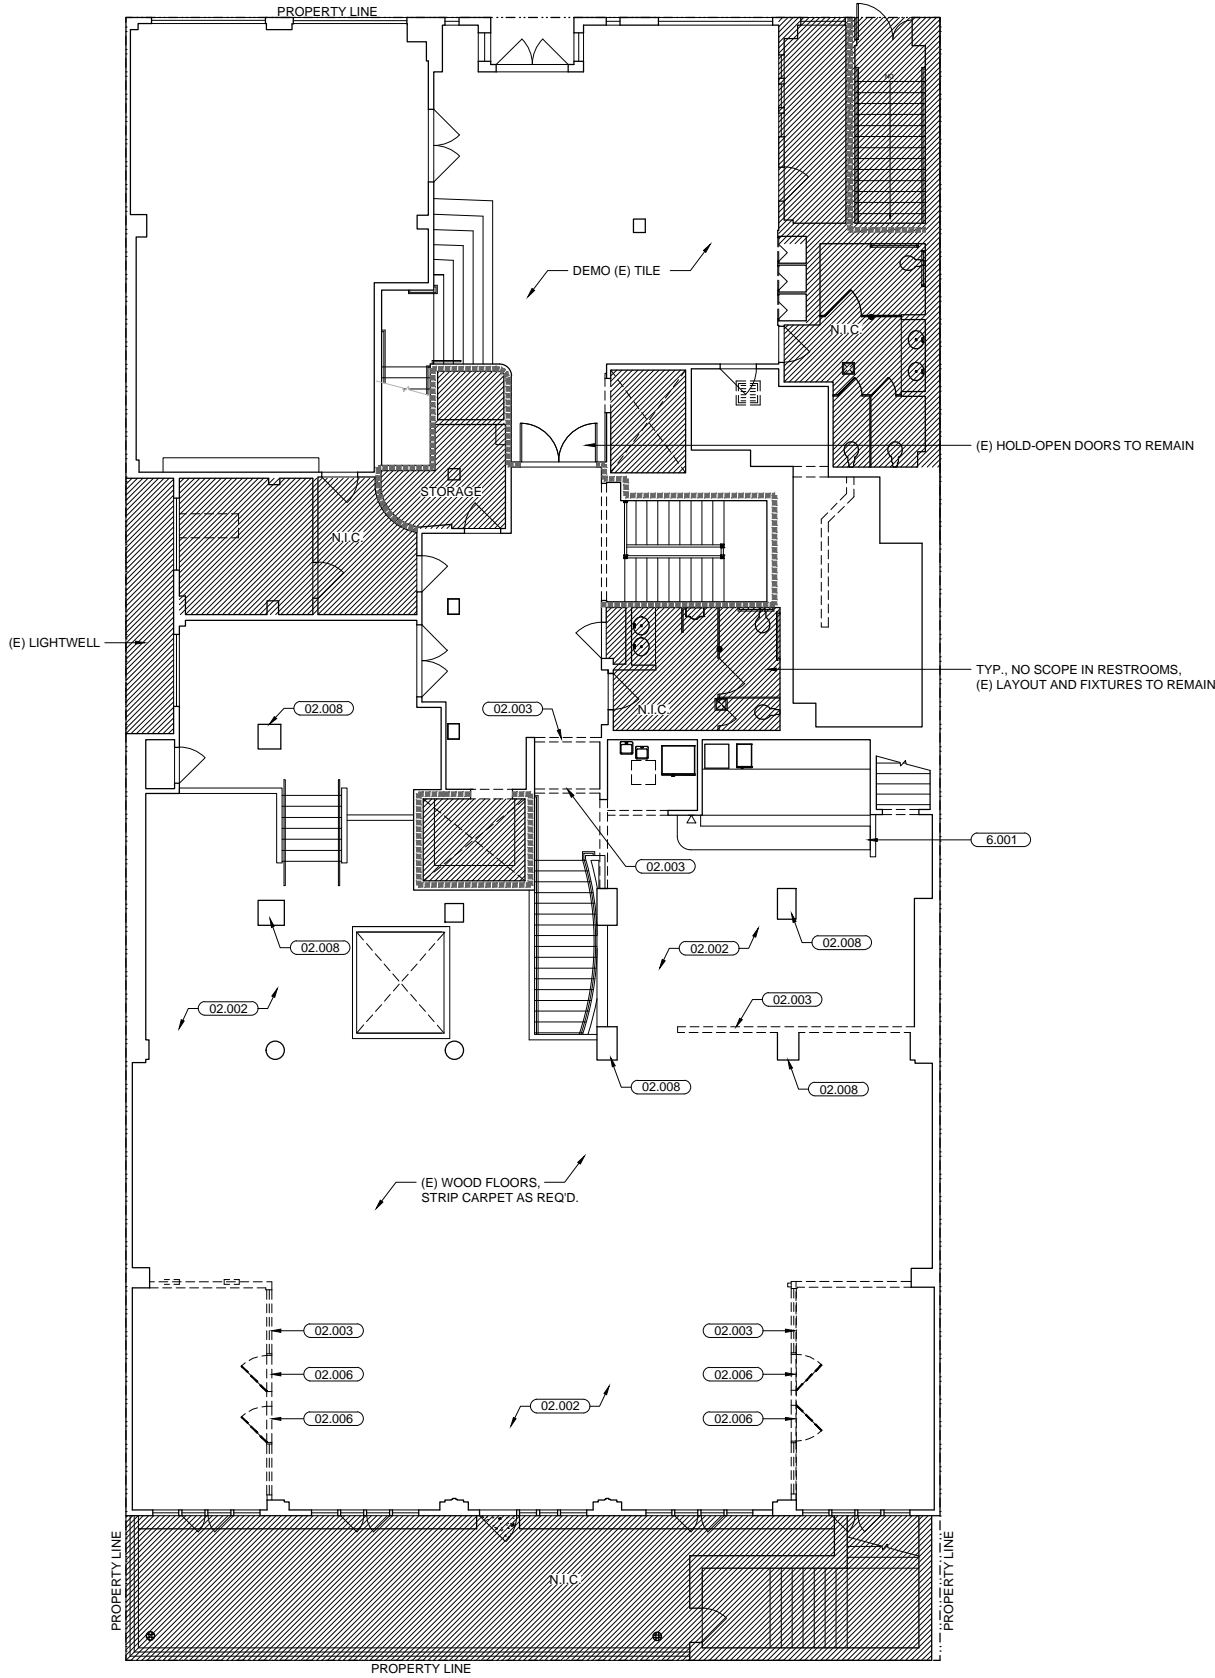 PROPERTY LINE
DEMO (E) TILE
N.I.C.
(E) HOLD-OPEN DOORS TO REMAIN
STORAGE
N.I.C.
(E) LIGHTWELL
TYP., NO SCOPE IN RESTROOMS,
(E) LAYOUT AND FIXTURES TO REMAIN
N.I.C.
02.008
02.003
6.001
02.003
02.008
02.002
02.008
02.002
02.003
02.008
02.008
(E) WOOD FLOORS,
STRIP CARPET AS REQ'D.
02.003
02.003
02.006
02.006
02.002
02.006
02.006
PROPERTY LINE
PROPERTY LINE
N.I.C.
PROPERTY LINE